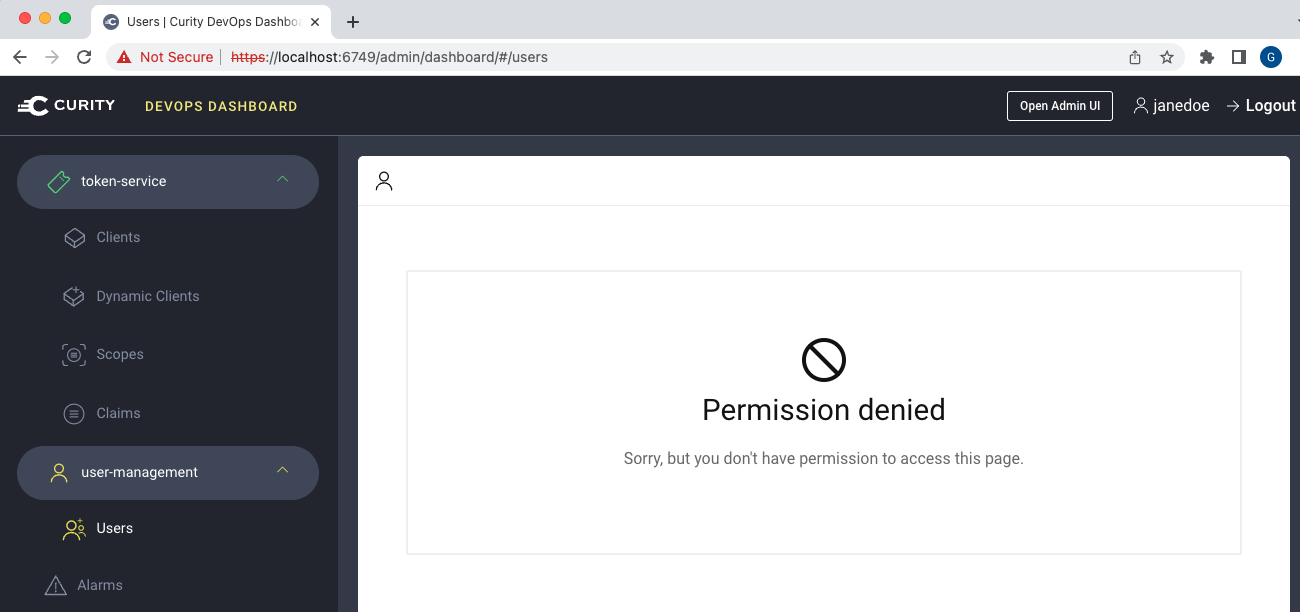 Users | Curity DevOps Dashboa
Not Secure
https://localhost:6749/admin/dashboard/#/users
G
CURITY
DEVOPS DASHBOARD
Open Admin UI
janedoe
Logout
token-service
Clients
Dynamic Clients
Scopes
Claims
user-management
Users
Alarms
Permission denied
Sorry, but you don't have permission to access this page.